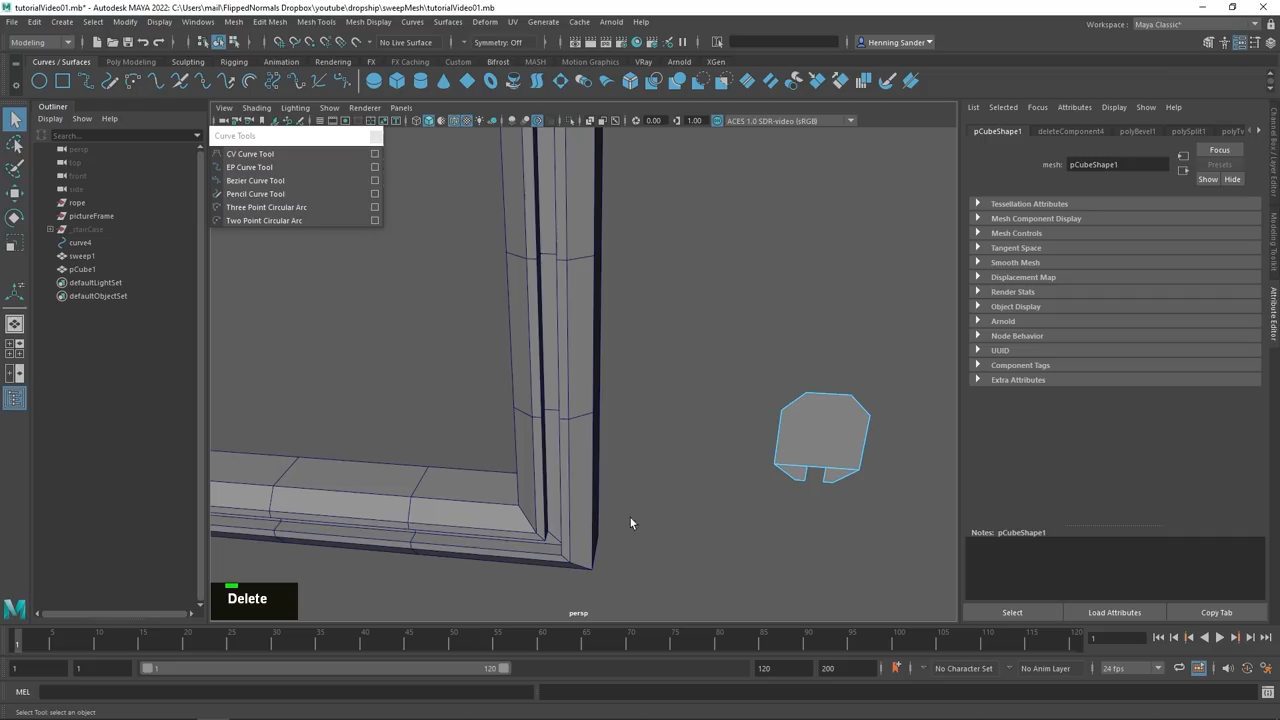 tutorialVideo01.mb* - Autodesk MAYA 2022: C:\Users\mail\FlippedNormals Dropbox\youtube\dropship\sweepMesh\tutorialVideo01.mb
File Edit Create Select Modify Display Windows Mesh Edit Mesh Mesh Tools Mesh Display Curves Surfaces Deform UV Generate Cache Arnold Help
Workspace: Maya Classic*
Modeling
No Live Surface
Symmetry: Off
Henning Sander
Curves / Surfaces Poly Modeling Sculpting Rigging Animation Rendering FX FX Caching Custom Bifrost MASH Motion Graphics VRay Arnold XGen
Outliner
Display Show Help
Search...
persp
top
front
side
rope
pictureFrame
_stairCase
curve4
sweep1
pCube1
defaultLightSet
defaultObjectSet
View Shading Lighting Show Renderer Panels
0.00
1.00
ACES 1.0 SDR-video (sRGB)
Curve Tools
CV Curve Tool
EP Curve Tool
Bezier Curve Tool
Pencil Curve Tool
Three Point Circular Arc
Two Point Circular Arc
Delete
persp
List Selected Focus Attributes Display Show Help
pCubeShape1 deleteComponent4 polyBevel1 polySplit1 polyTv
Focus
mesh: pCubeShape1
Presets
Show Hide
Tessellation Attributes
Mesh Component Display
Mesh Controls
Tangent Space
Smooth Mesh
Displacement Map
Render Stats
Object Display
Arnold
Node Behavior
UUID
Component Tags
Extra Attributes
Notes: pCubeShape1
Select Load Attributes Copy Tab
Channel Box / Layer Editor
Modeling Toolkit
Attribute Editor
5 10 15 20 25 30 35 40 45 50 55 60 65 70 75 80 85 90 95 100 105 110 115 120
1
1
1
1
120
120
200
No Character Set
No Anim Layer
24 fps
MEL
Select Tool: select an object